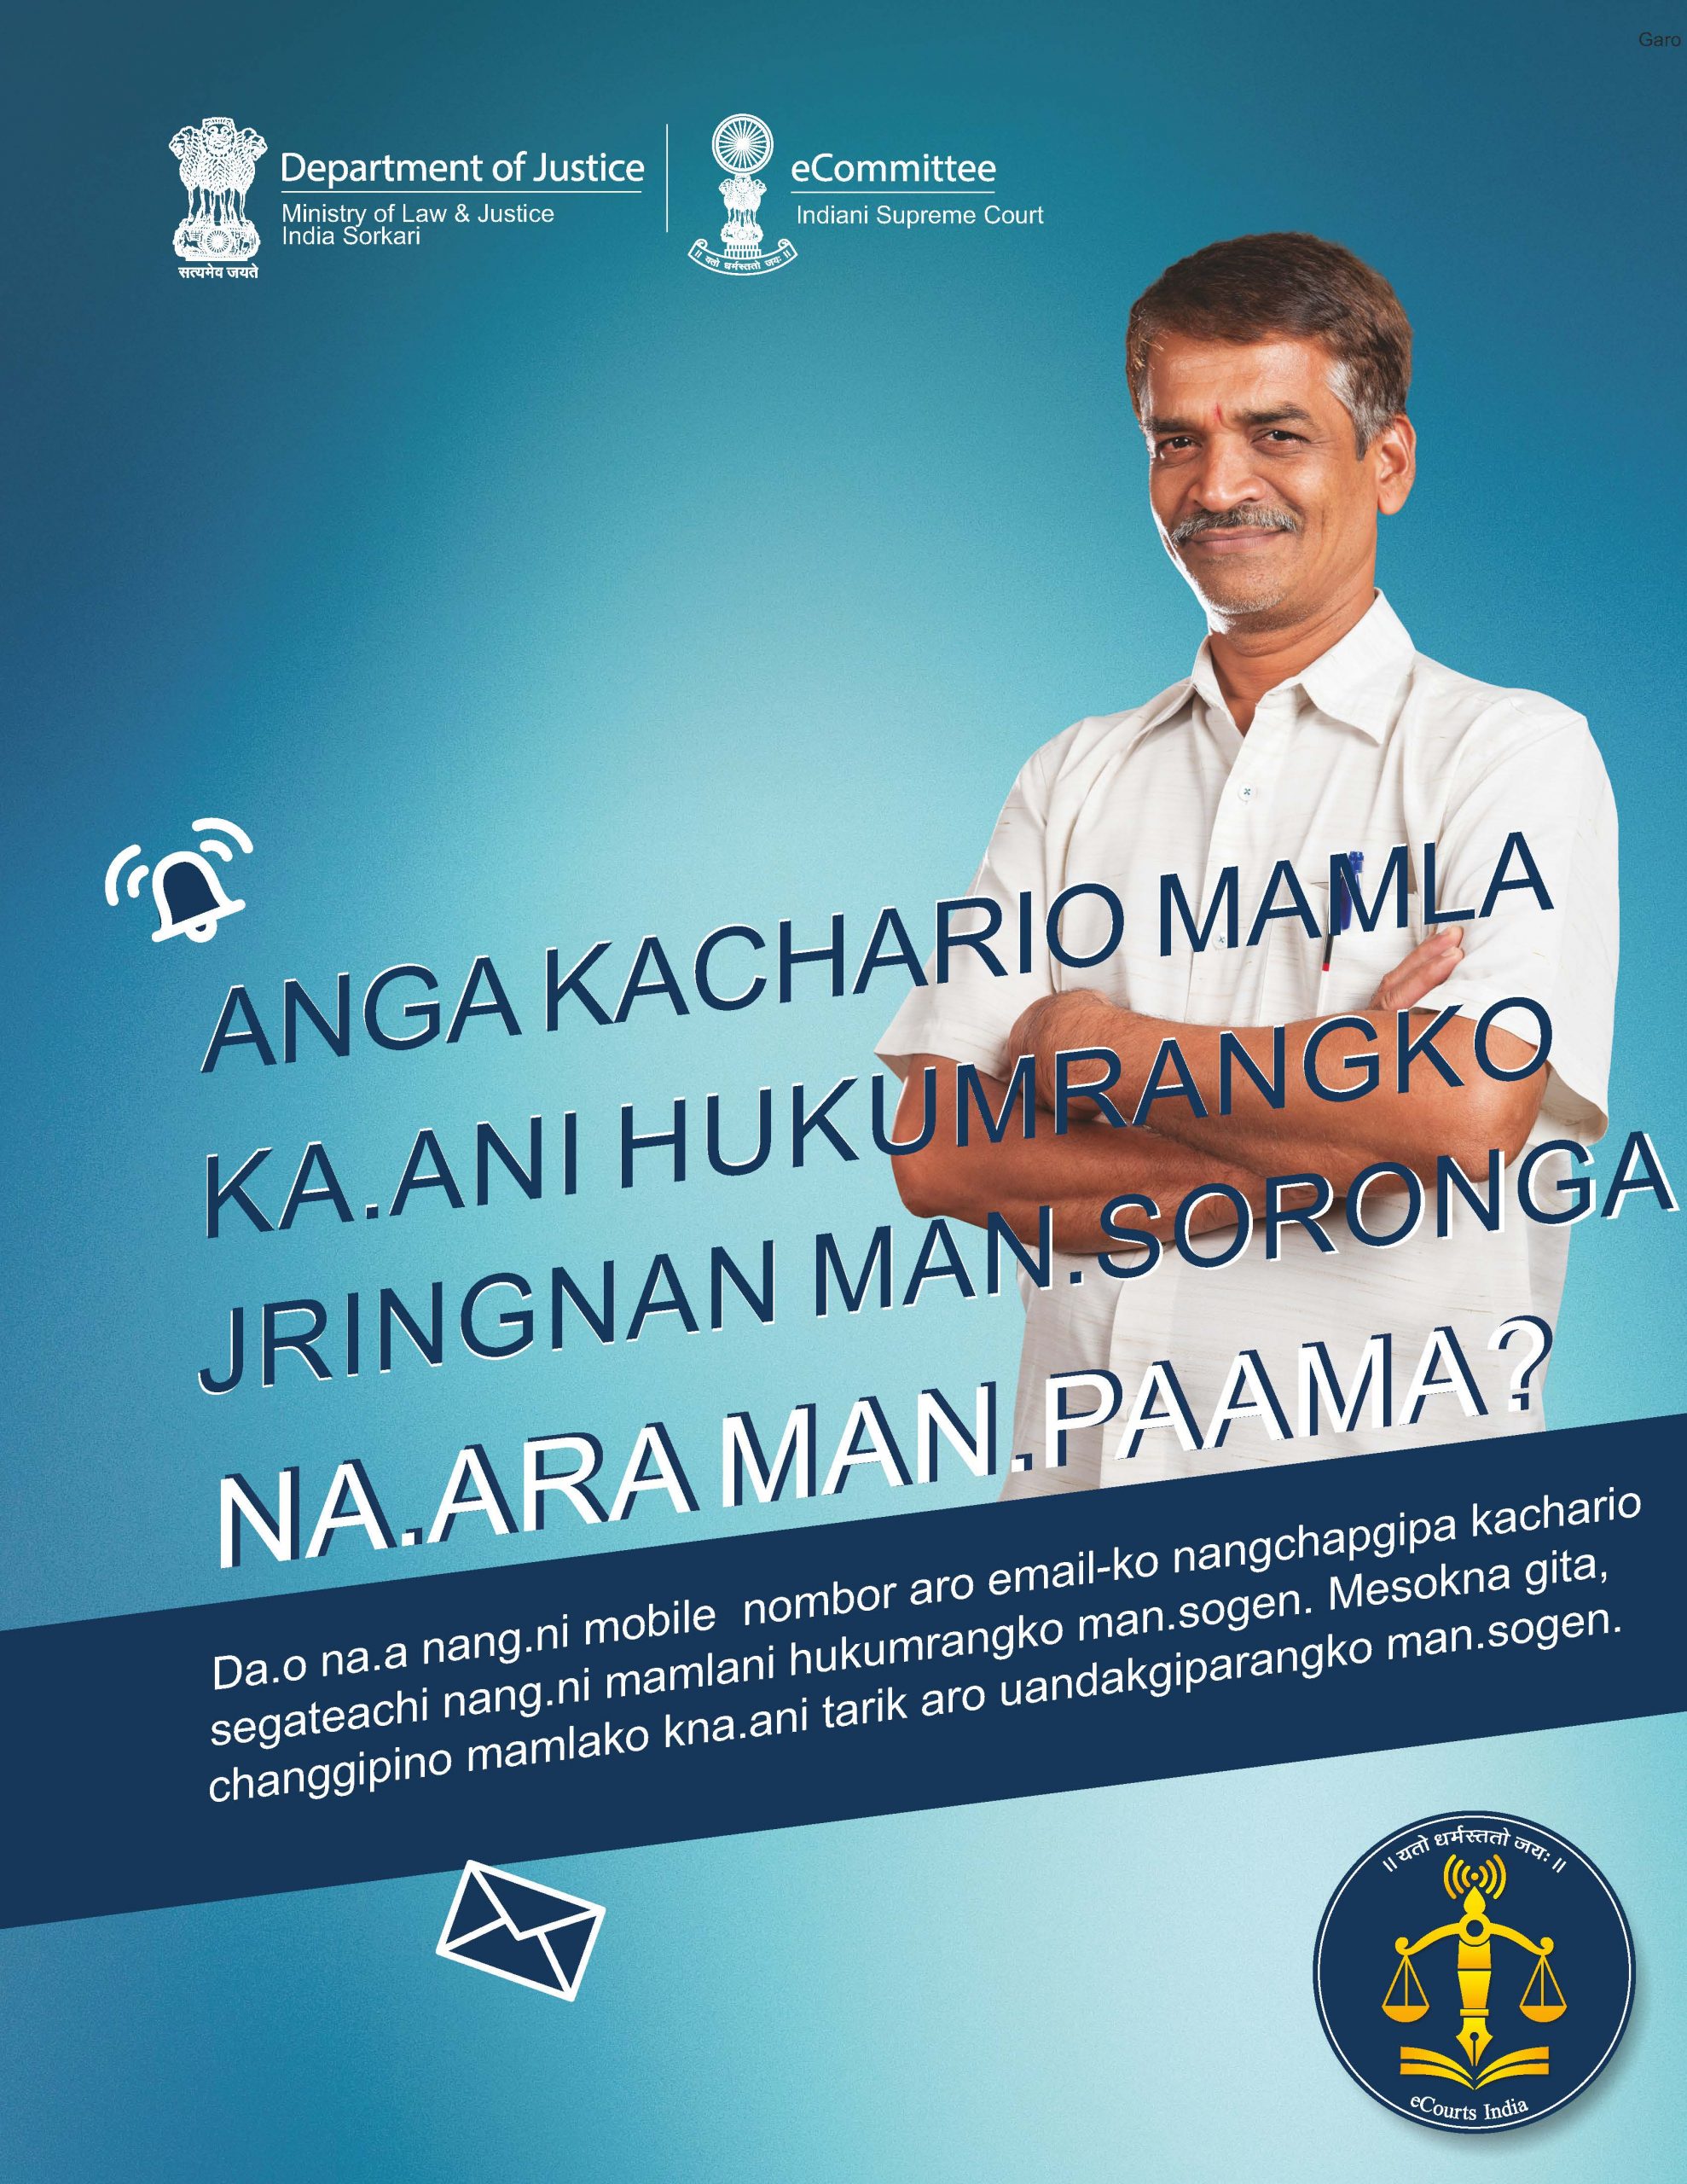 Garo
Department of Justice
Ministry of Law & Justice
India Sorkari
सत्यमेव जयते
eCommittee
Indiani Supreme Court
॥ यतो धर्मस्ततो जयः ॥
ANGA KACHARIO MAMLA
KA.ANI HUKUMRANGKO
JRINGNAN MAN.SORONGA
NA.ARA MAN.PAAMA?
Da.o na.a nang.ni mobile nombor aro email-ko nangchapgipa kachario
segateachi nang.ni mamlani hukumrangko man.sogen. Mesokna gita,
changgipino mamlako kna.ani tarik aro uandakgiparangko man.sogen.
॥ यतो धर्मस्ततो जयः ॥
eCourts India